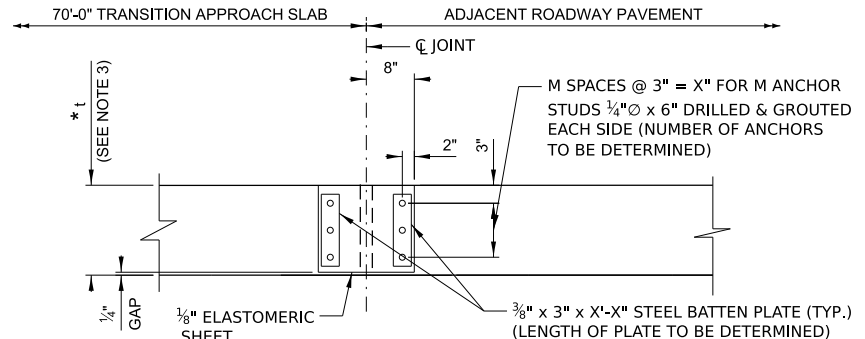 70'-0" TRANSITION APPROACH SLAB
ADJACENT ROADWAY PAVEMENT
℄ JOINT
8"
M SPACES @ 3" = X" FOR M ANCHOR
STUDS ¼"Ø x 6" DRILLED & GROUTED
EACH SIDE (NUMBER OF ANCHORS
TO BE DETERMINED)
* t
(SEE NOTE 3)
2"
3"
¼"
GAP
⅛" ELASTOMERIC
SHEET
⅜" x 3" x X'-X" STEEL BATTEN PLATE (TYP.)
(LENGTH OF PLATE TO BE DETERMINED)